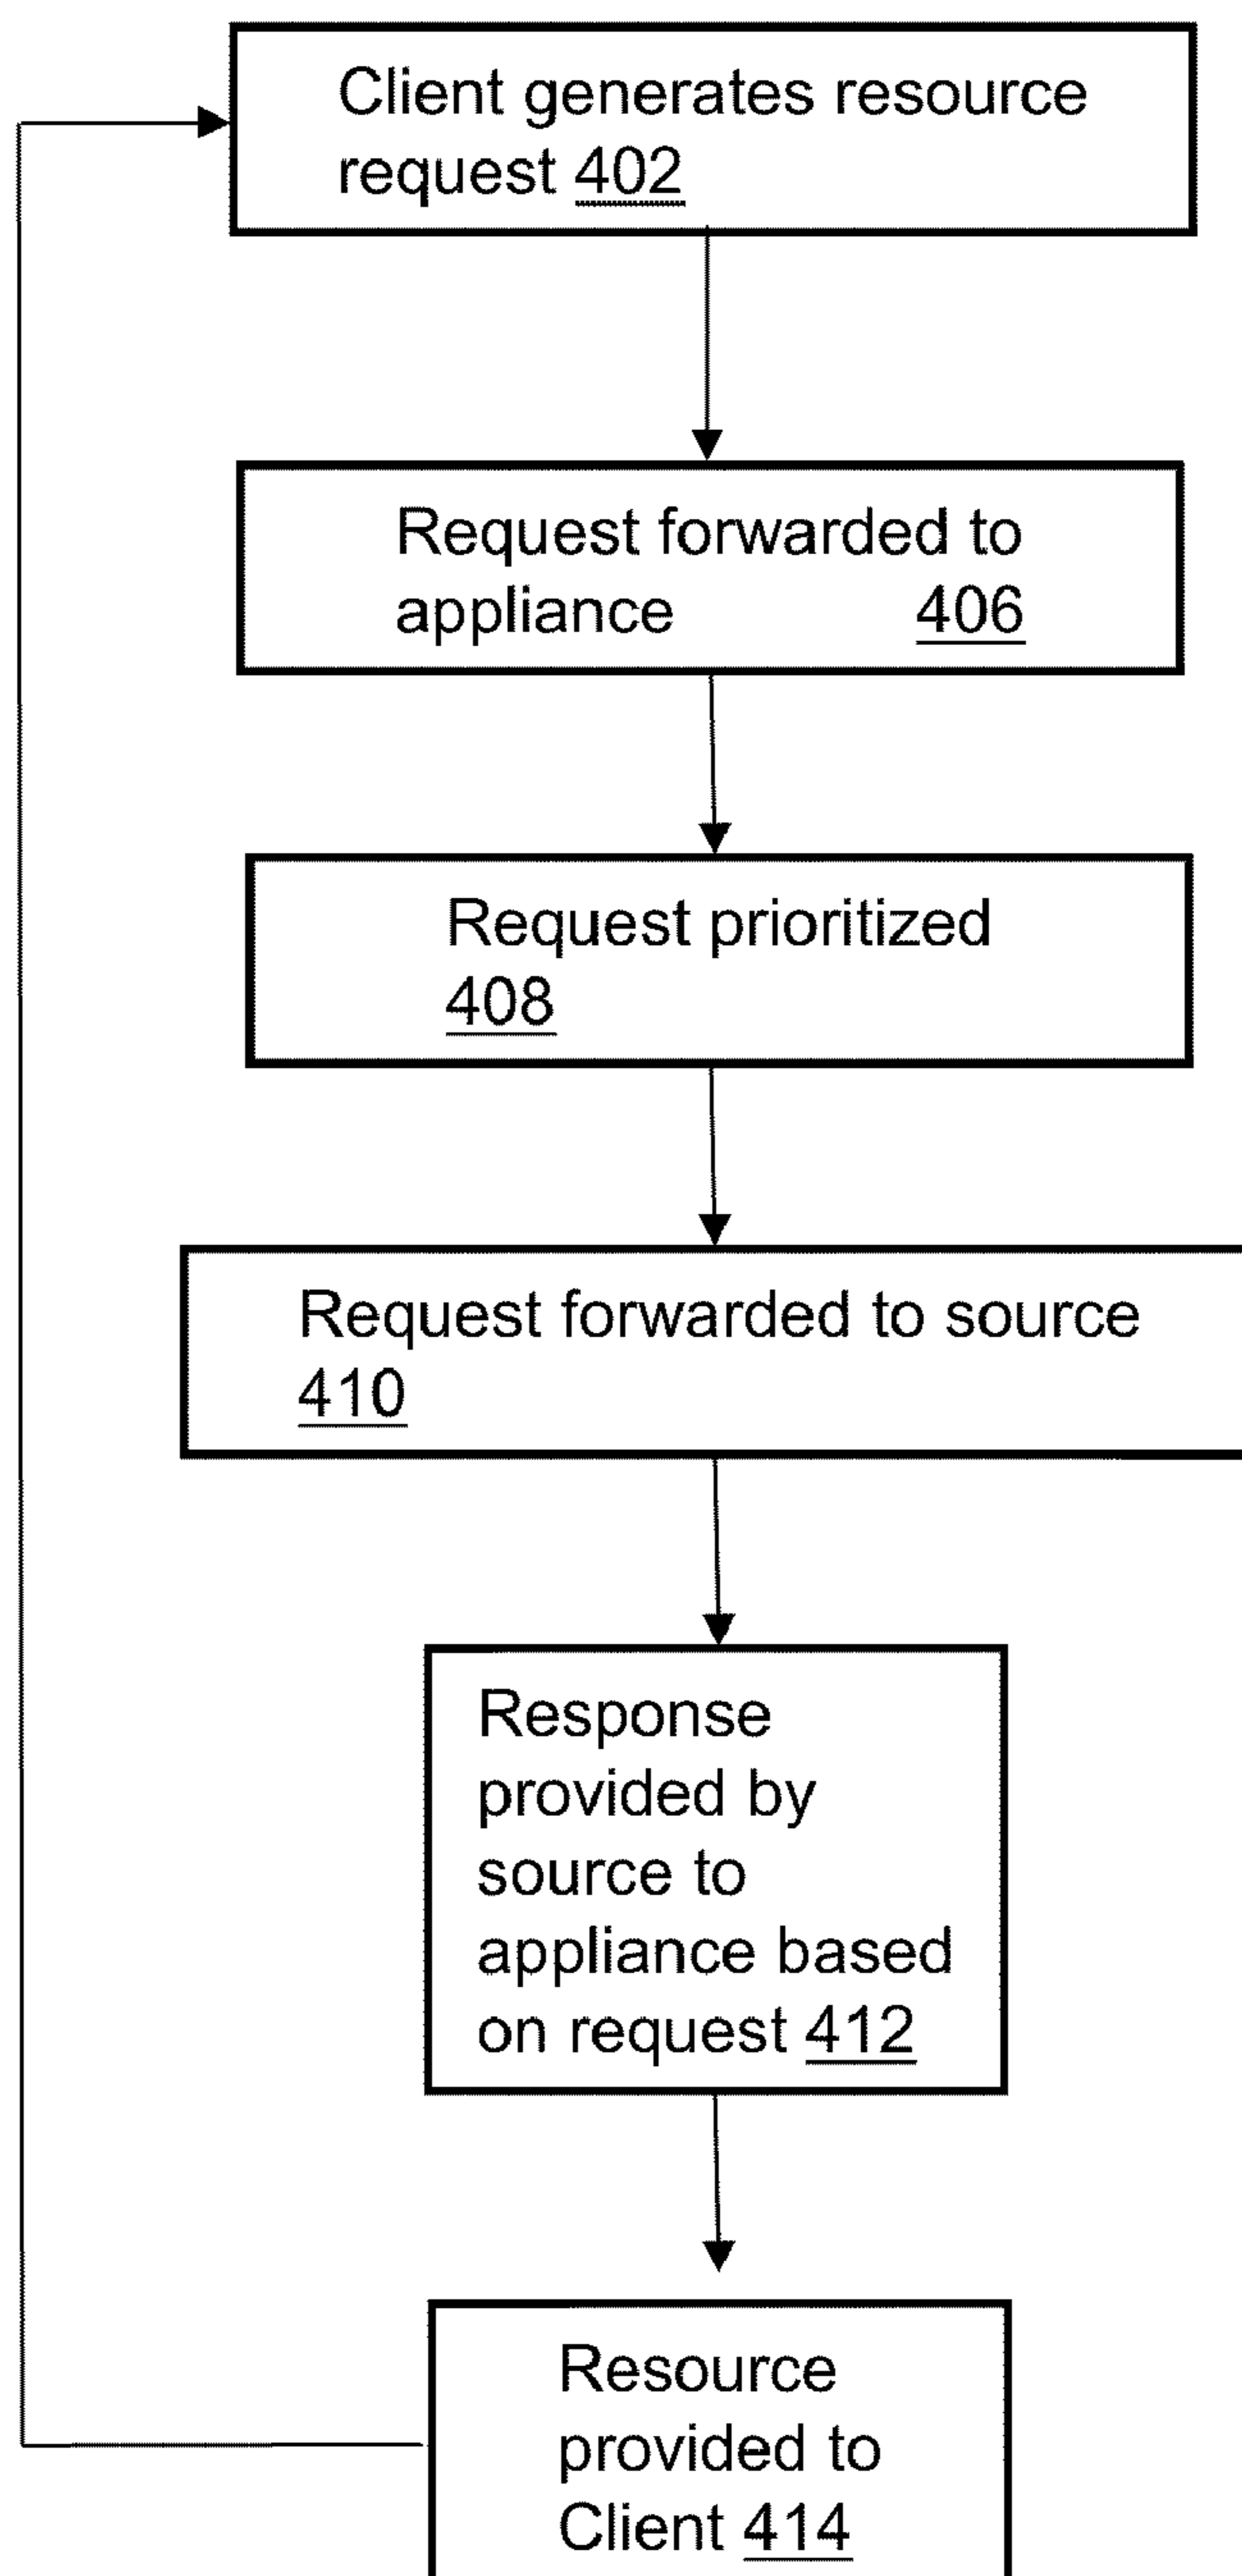 Client generates resource
request 402
Request forwarded to
appliance 406
Request prioritized
408
Request forwarded to source
410
Response
provided by
source to
appliance based
on request 412
Resource
provided to
Client 414